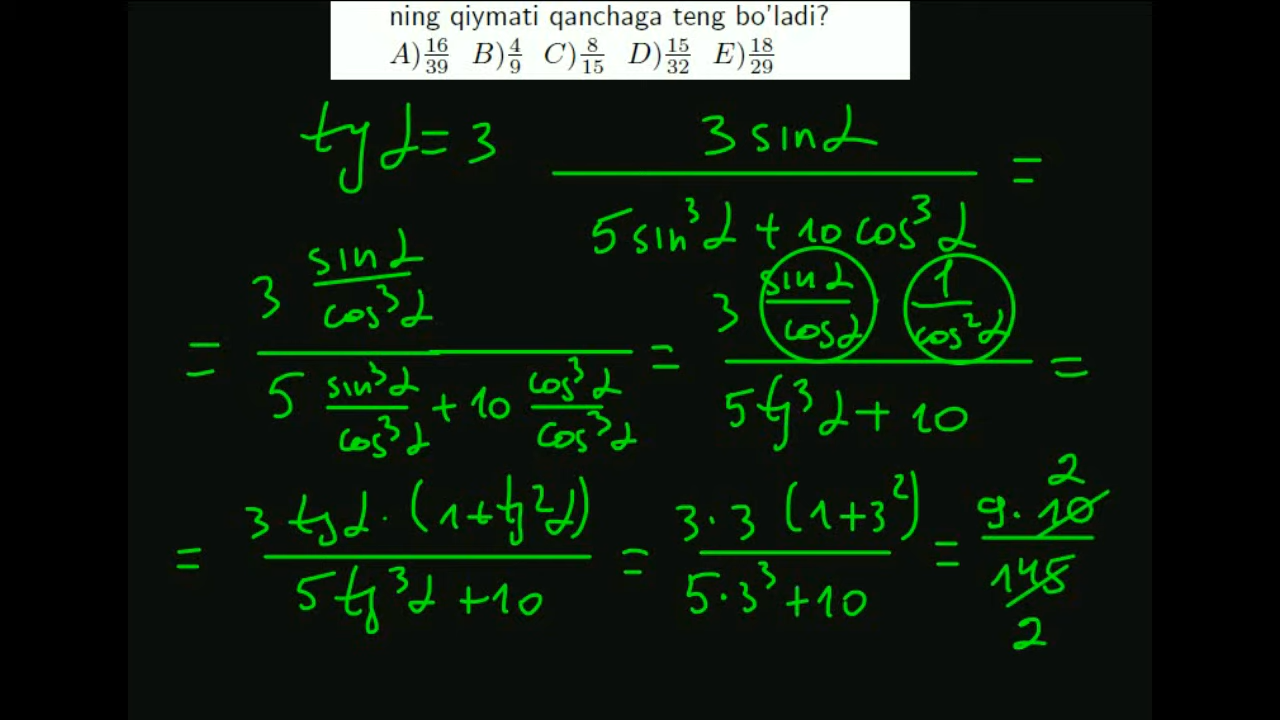 ning qiymati qanchaga teng bo'ladi?
A) 16/39 B) 4/9 C) 8/15 D) 15/32 E) 18/29
tg α = 3 (3 sin α)/(5 sin³ α + 10 cos³ α) =
= (3 (sin α)/(cos³ α))/(5 (sin³ α)/(cos³ α) + 10 (cos³ α)/(cos³ α)) = (3 (sin α)/(cos α) (1)/(cos² α))/(5 tg³ α + 10) =
= (3 tg α · (1 + tg² α))/(5 tg³ α + 10) = (3 · 3 (1 + 3²))/(5 · 3³ + 10) = (9 · 10)/(145)
2
2